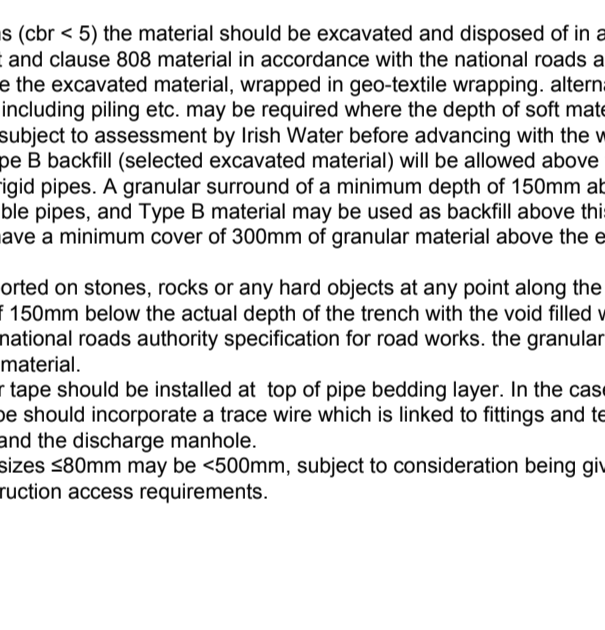 s (cbr < 5) the material should be excavated and disposed of in a
and clause 808 material in accordance with the national roads a
e the excavated material, wrapped in geo-textile wrapping. altern
including piling etc. may be required where the depth of soft mate
subject to assessment by Irish Water before advancing with the w
pe B backfill (selected excavated material) will be allowed above
rigid pipes. A granular surround of a minimum depth of 150mm ab
ble pipes, and Type B material may be used as backfill above this
ave a minimum cover of 300mm of granular material above the e
orted on stones, rocks or any hard objects at any point along the
f 150mm below the actual depth of the trench with the void filled w
national roads authority specification for road works. the granular
material.
r tape should be installed at top of pipe bedding layer. In the case
pe should incorporate a trace wire which is linked to fittings and te
and the discharge manhole.
sizes ≤80mm may be <500mm, subject to consideration being giv
ruction access requirements.